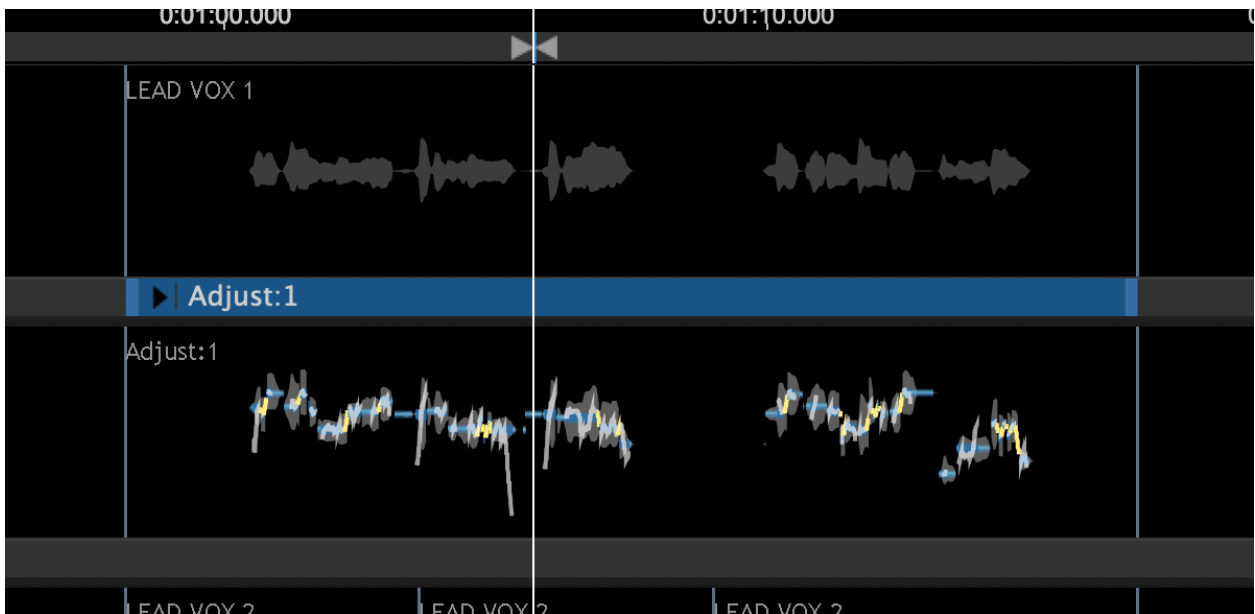 0:01:00.000 0:01:10.000
LEAD VOX 1
Adjust:1
Adjust:1
LEAD VOX 2 LEAD VOX 2 LEAD VOX 2